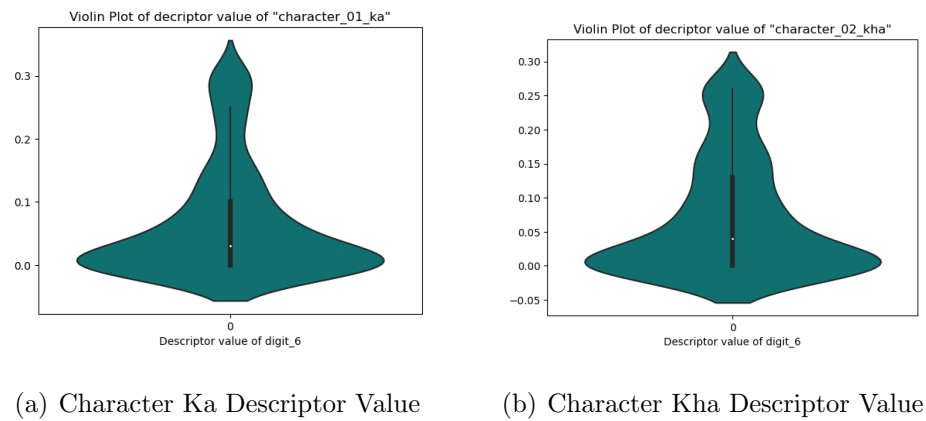 Violin Plot of decriptor value of "character_01_ka"
0.3
0.2
0.1
0.0
0
Descriptor value of digit_6
(a) Character Ka Descriptor Value
Violin Plot of decriptor value of "character_02_kha"
0.30
0.25
0.20
0.15
0.10
0.05
0.00
−0.05
0
Descriptor value of digit_6
(b) Character Kha Descriptor Value